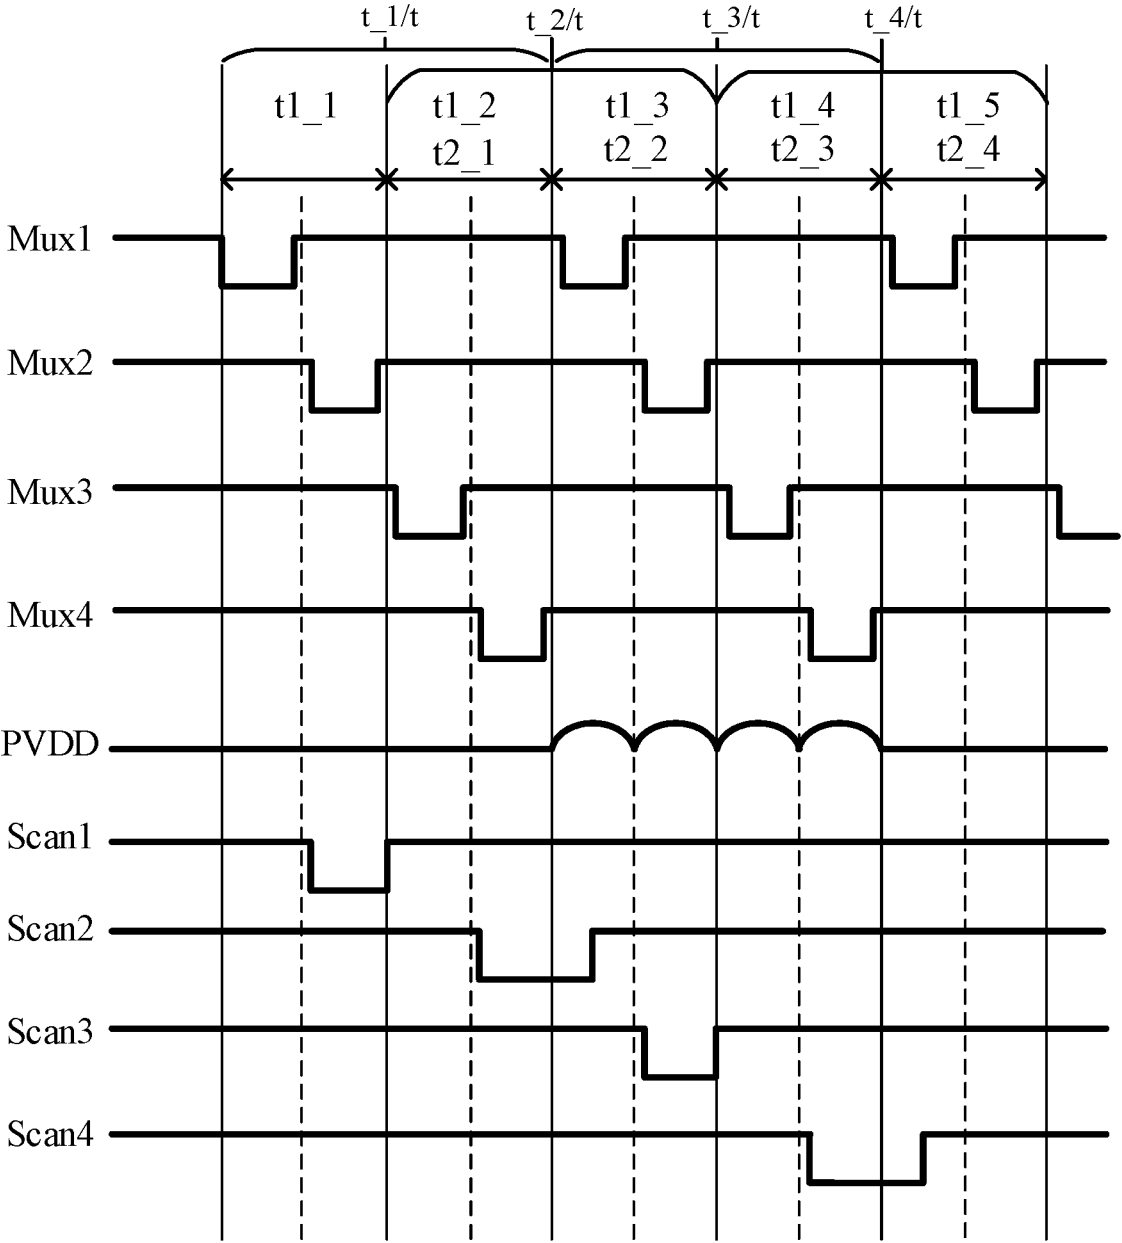 t_1/t t_2/t t_3/t t_4/t
t1_1 t1_2 t1_3 t1_4 t1_5
t2_1 t2_2 t2_3 t2_4
Mux1
Mux2
Mux3
Mux4
PVDD
Scan1
Scan2
Scan3
Scan4